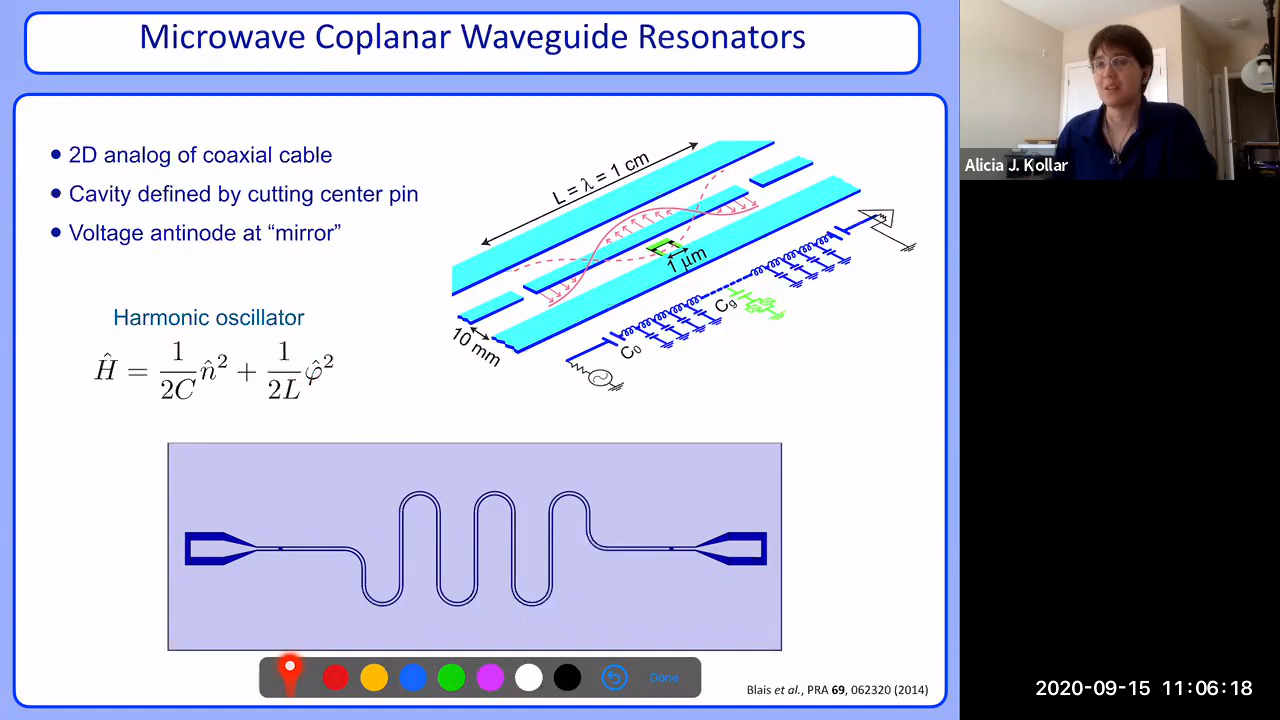 Microwave Coplanar Waveguide Resonators
Alicia J. Kollar
• 2D analog of coaxial cable
• Cavity defined by cutting center pin
• Voltage antinode at “mirror”
L = λ = 1 cm
1 μm
10 mm
C₀
C_g
Harmonic oscillator
Ĥ = 1/2C n̂² + 1/2L φ̂²
Done
Blais et al., PRA 69, 062320 (2014)
2020-09-15 11:06:18